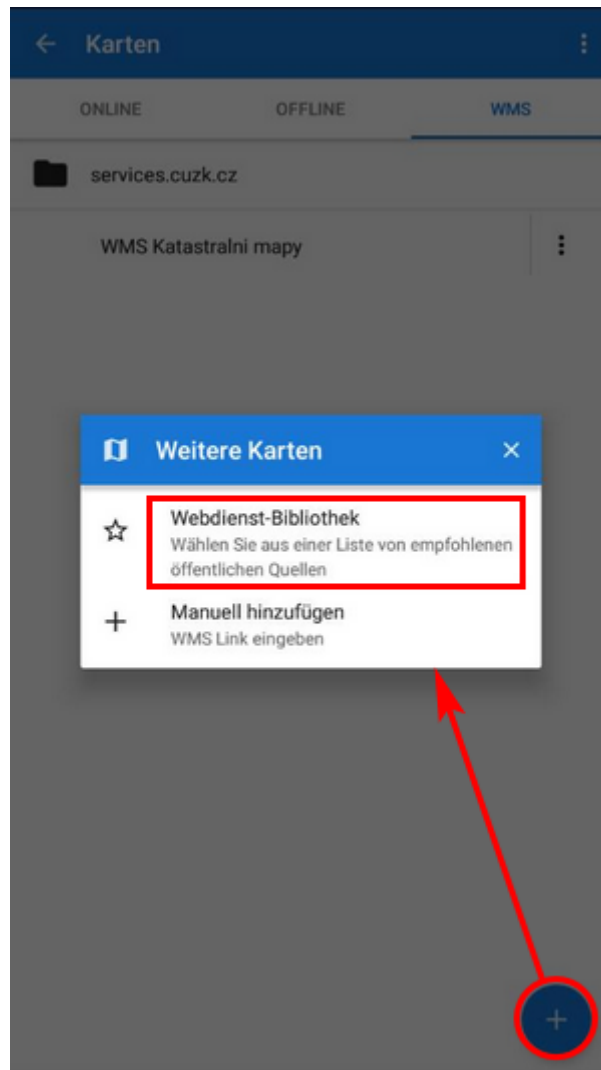 Karten
ONLINE OFFLINE WMS
services.cuzk.cz
WMS Katastralni mapy
Weitere Karten
Webdienst-Bibliothek
Wählen Sie aus einer Liste von empfohlenen
öffentlichen Quellen
Manuell hinzufügen
WMS Link eingeben